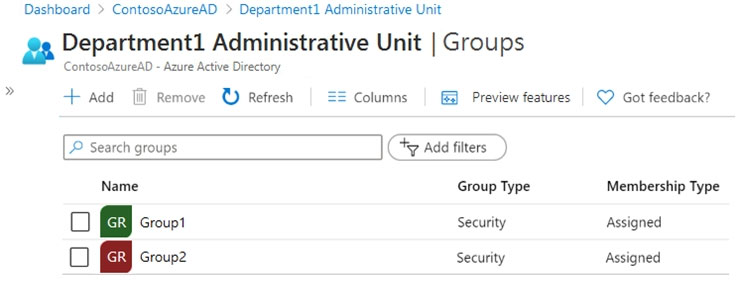 Dashboard > ContosoAzureAD > Department1 Administrative Unit
Department1 Administrative Unit | Groups
ContosoAzureAD - Azure Active Directory
» + Add Remove Refresh Columns Preview features Got feedback?
Search groups Add filters
Name Group Type Membership Type
GR Group1 Security Assigned
GR Group2 Security Assigned